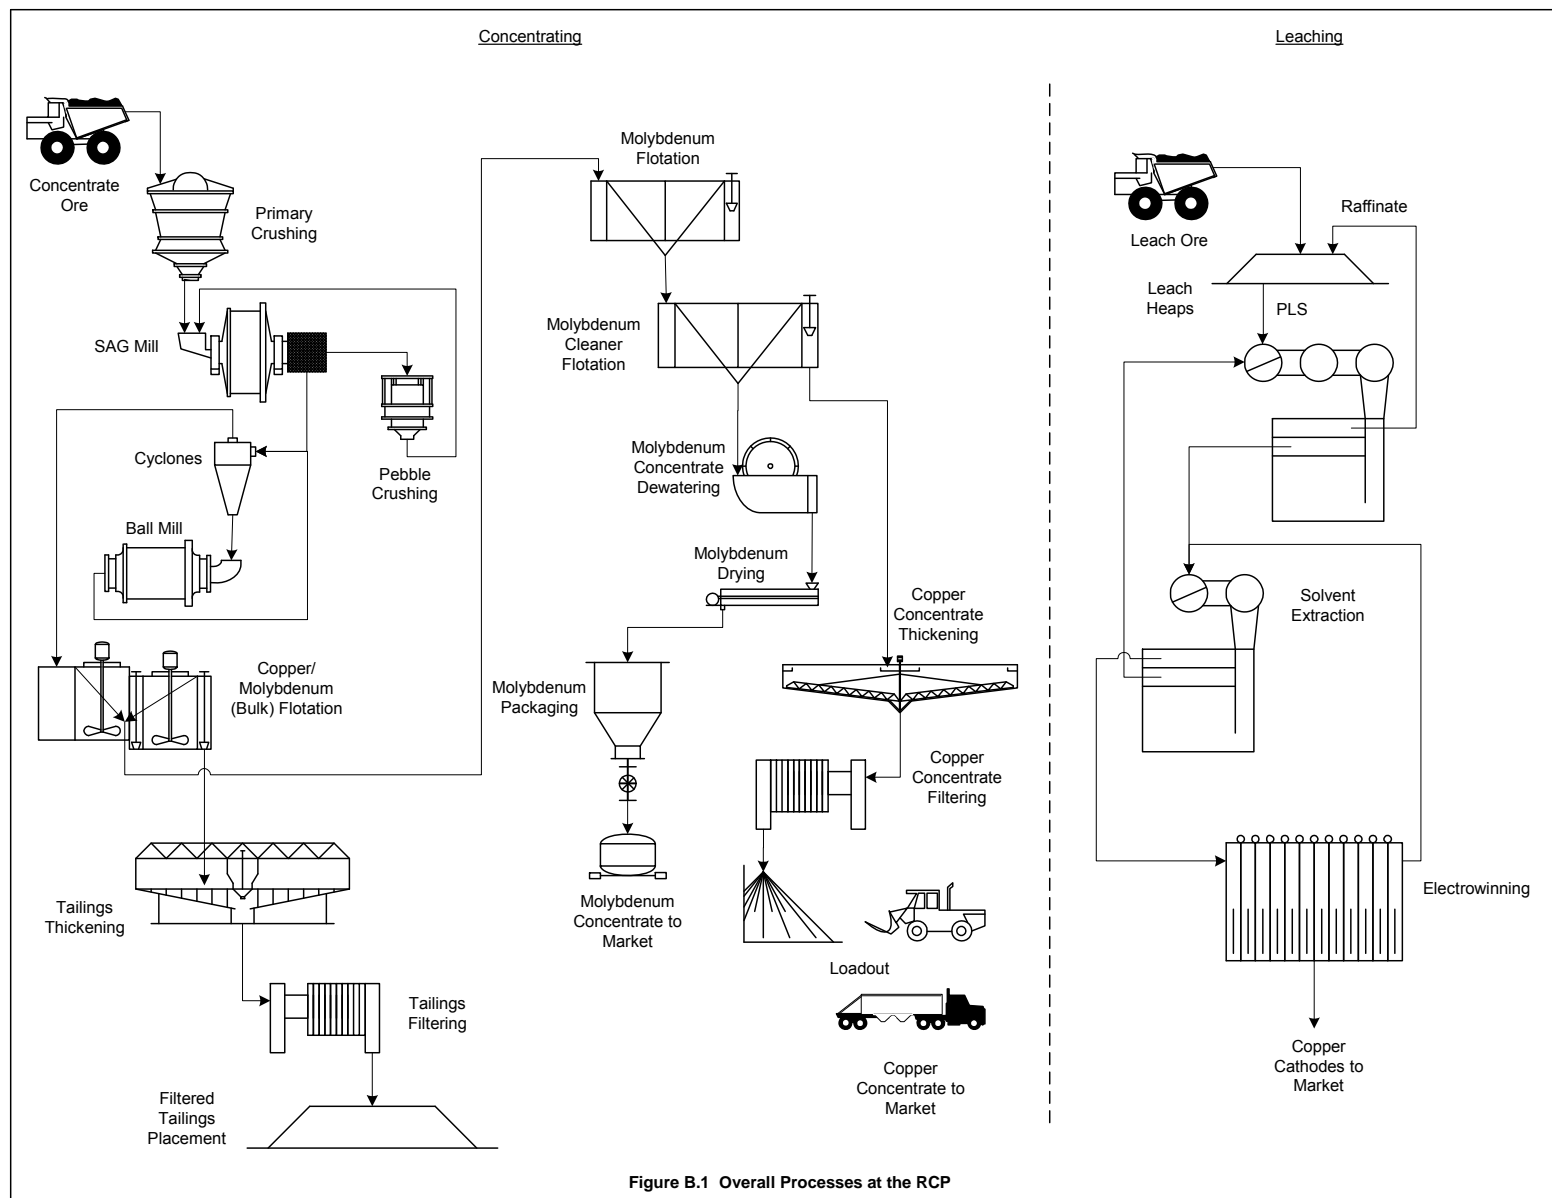 Concentrating
Leaching
Concentrate
Ore
Primary
Crushing
SAG Mill
Pebble
Crushing
Cyclones
Ball Mill
Copper/
Molybdenum
(Bulk) Flotation
Tailings
Thickening
Tailings
Filtering
Filtered
Tailings
Placement
Molybdenum
Flotation
Molybdenum
Cleaner
Flotation
Molybdenum
Concentrate
Dewatering
Molybdenum
Drying
Molybdenum
Packaging
Molybdenum
Concentrate to
Market
Copper
Concentrate
Thickening
Copper
Concentrate
Filtering
Loadout
Copper
Concentrate to
Market
Leach Ore
Raffinate
Leach
Heaps
PLS
Solvent
Extraction
Electrowinning
Copper
Cathodes to
Market
Figure B.1 Overall Processes at the RCP